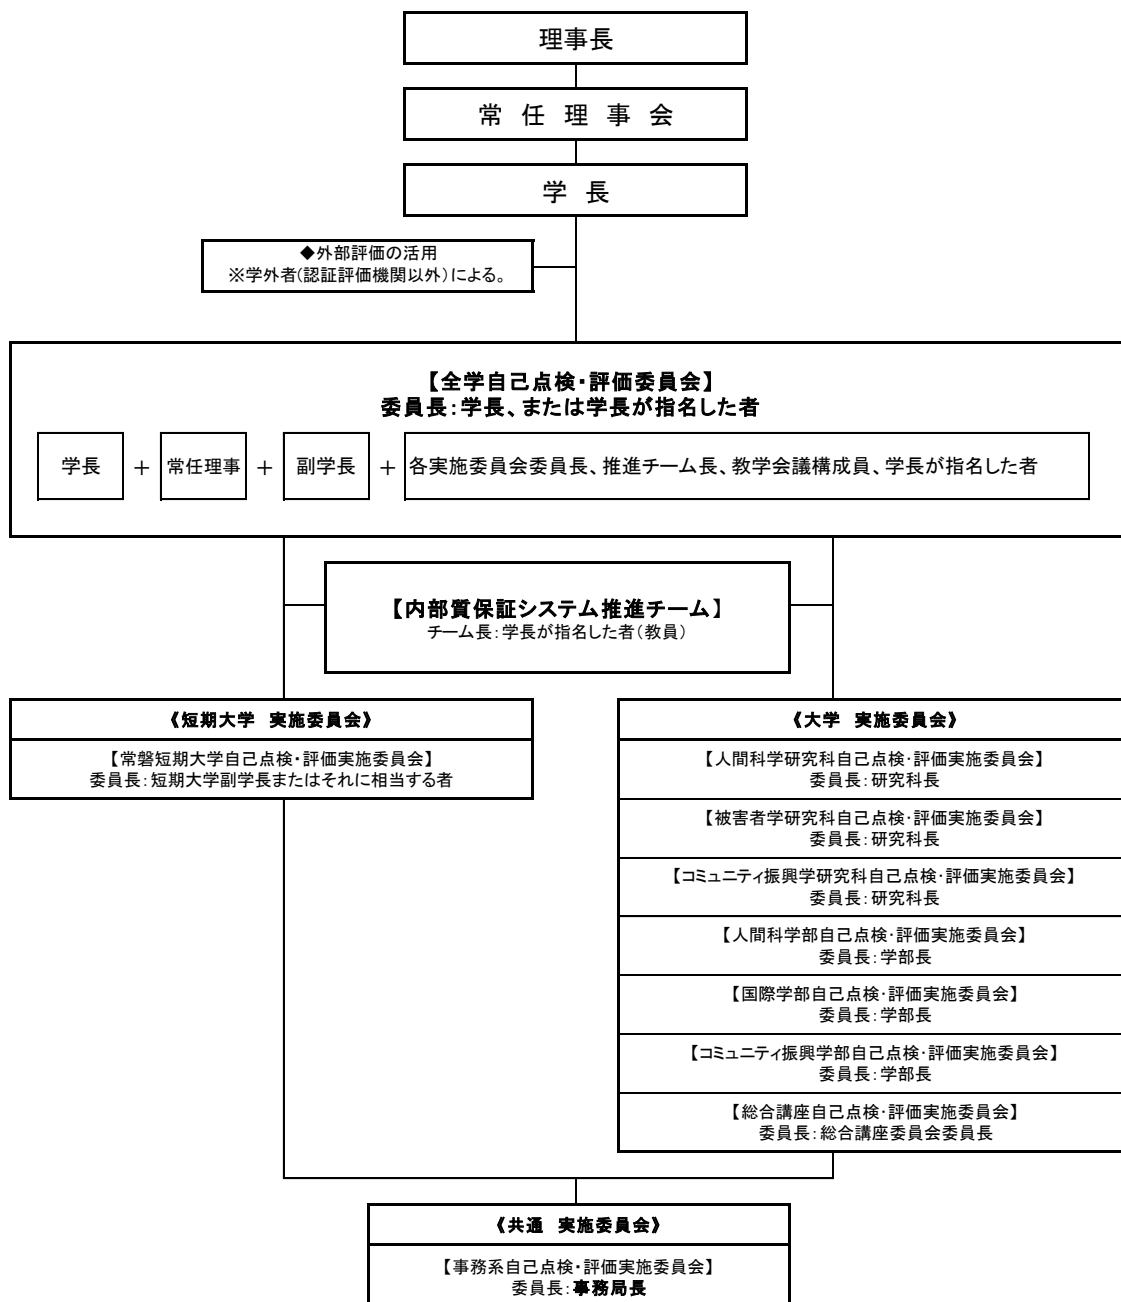 理事長
常 任 理 事 会
学 長
◆外部評価の活用
※学外者(認証評価機関以外)による。
【全学自己点検・評価委員会】
委員長：学長、または学長が指名した者
学長 + 常任理事 + 副学長 + 各実施委員会委員長、推進チーム長、教学会議構成員、学長が指名した者
【内部質保証システム推進チーム】
チーム長：学長が指名した者(教員)
《短期大学 実施委員会》
【常磐短期大学自己点検・評価実施委員会】
委員長：短期大学副学長またはそれに相当する者
《大学 実施委員会》
【人間科学研究科自己点検・評価実施委員会】
委員長：研究科長
【被害者学研究科自己点検・評価実施委員会】
委員長：研究科長
【コミュニティ振興学研究科自己点検・評価実施委員会】
委員長：研究科長
【人間科学部自己点検・評価実施委員会】
委員長：学部長
【国際学部自己点検・評価実施委員会】
委員長：学部長
【コミュニティ振興学部自己点検・評価実施委員会】
委員長：学部長
【総合講座自己点検・評価実施委員会】
委員長：総合講座委員会委員長
《共通 実施委員会》
【事務系自己点検・評価実施委員会】
委員長：事務局長